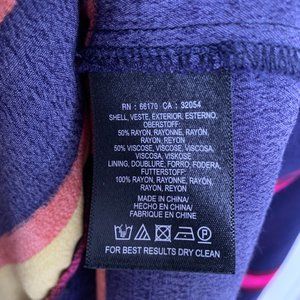 RN : 66170 CA : 32054
SHELL, VESTE, EXTERIOR, ESTERNO,
OBERSTOFF:
50% RAYON, RAYONNE, RAYÓN,
RAYON, REYON
50% VISCOSE, VISCOSE, VISCOSA,
VISCOSA, VISKOSE
LINING, DOUBLURE, FORRO, FODERA,
FUTTERSTOFF:
100% RAYON, RAYONNE, RAYÓN,
RAYON, REYON
MADE IN CHINA/
HECHO EN CHINA/
FABRIQUE EN CHINE
FOR BEST RESULTS DRY CLEAN